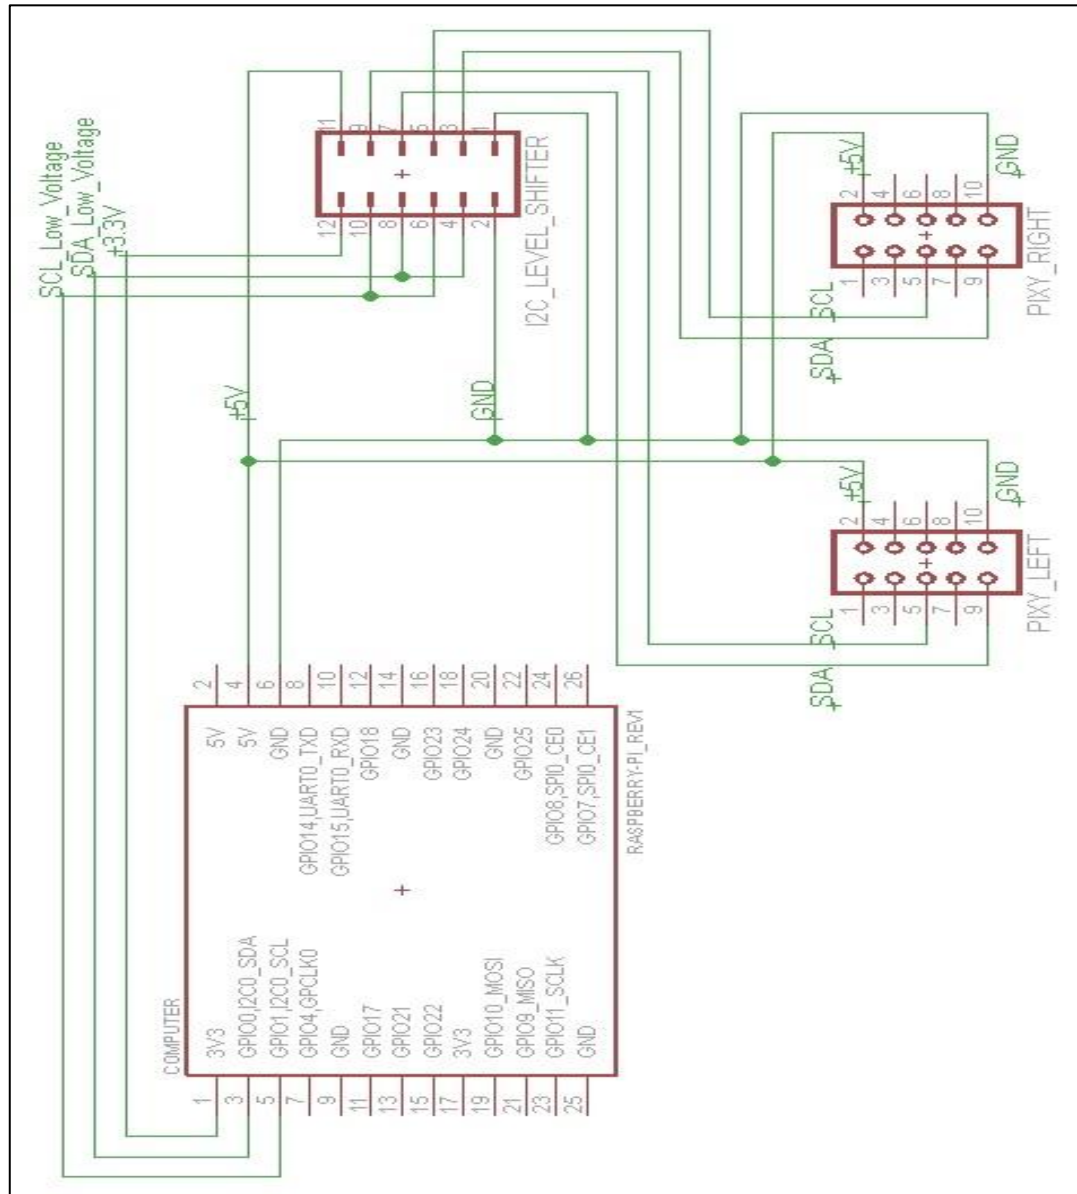 SCL_Low_Voltage
SDA_Low_Voltage
+3.3V
11
9
7
5
3
1
12
10
8
6
4
2
I2C_LEVEL_SHIFTER
+5V
GND
+5V
GND
2
4
6
8
10
1
3
5
7
9
PIXY_RIGHT
SCL
SDA
+5V
GND
2
4
6
8
10
1
3
5
7
9
PIXY_LEFT
SCL
SDA
2
4
6
8
10
12
14
16
18
20
22
24
26
5V
5V
GND
GPIO14,UART0_TXD
GPIO15,UART0_RXD
GPIO18
GND
GPIO23
GPIO24
GND
GPIO25
GPIO8,SPI0_CE0
GPIO7,SPI0_CE1
RASPBERRY-PI_REV1
COMPUTER
3V3
GPIO0,I2C0_SDA
GPIO1,I2C0_SCL
GPIO4,GPCLK0
GND
GPIO17
GPIO21
GPIO22
3V3
GPIO10_MOSI
GPIO9_MISO
GPIO11_SCLK
GND
1
3
5
7
9
11
13
15
17
19
21
23
25